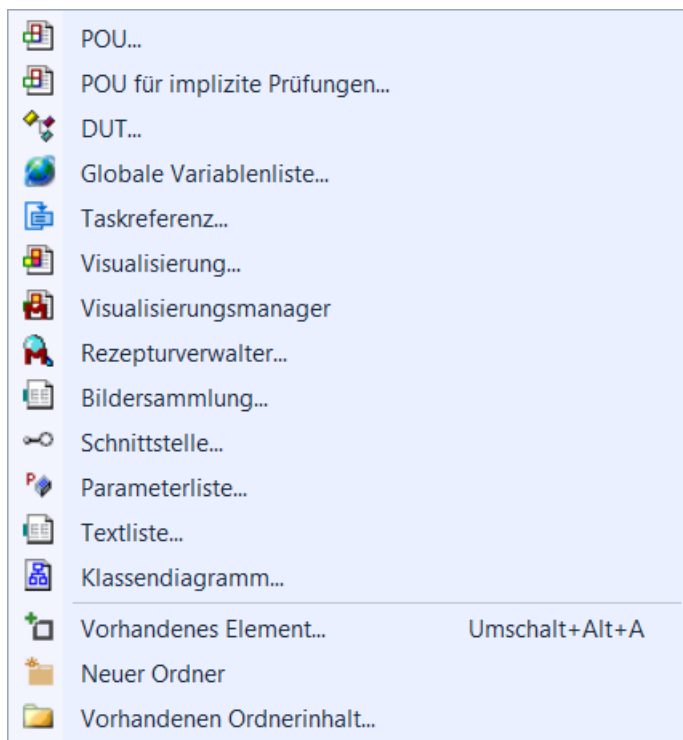 POU...
POU für implizite Prüfungen...
DUT...
Globale Variablenliste...
Taskreferenz...
Visualisierung...
Visualisierungsmanager
Rezepturverwalter...
Bildersammlung...
Schnittstelle...
Parameterliste...
Textliste...
Klassendiagramm...
Vorhandenes Element... Umschalt+Alt+A
Neuer Ordner
Vorhandenen Ordnerinhalt...